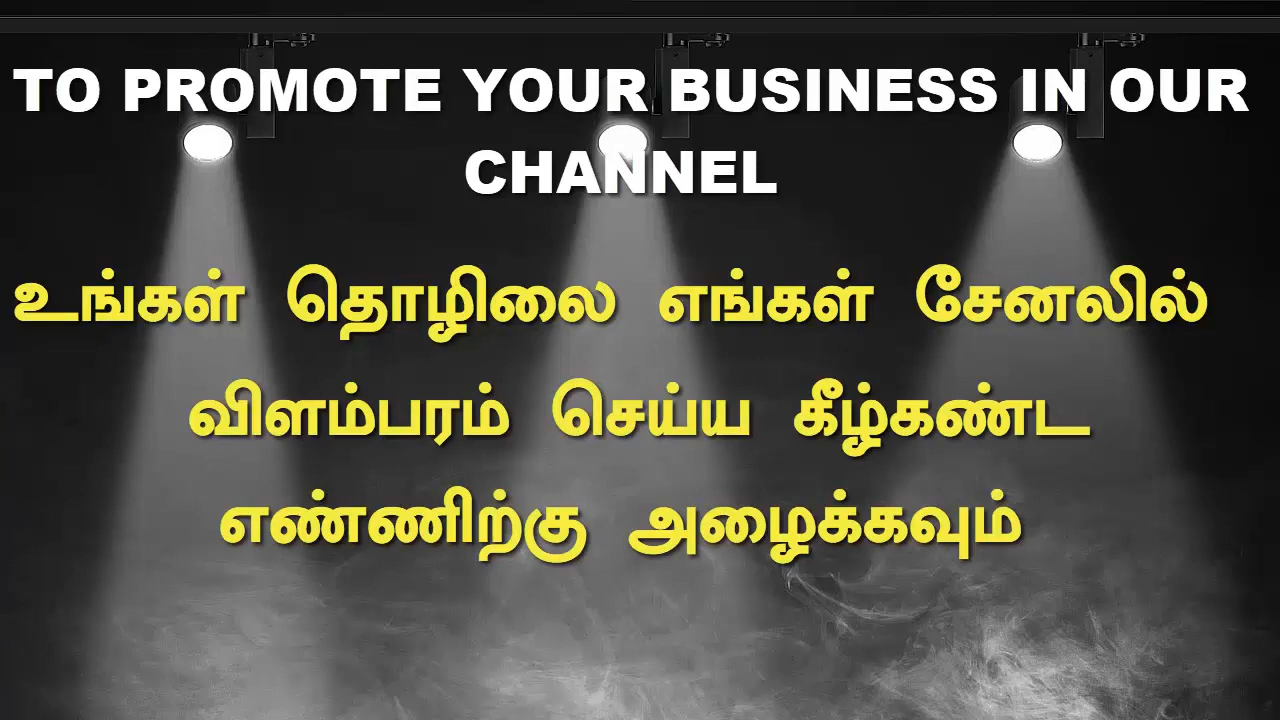 TO PROMOTE YOUR BUSINESS IN OUR
CHANNEL
உங்கள் தொழிலை எங்கள் சேனலில்
விளம்பரம் செய்ய கீழ்கண்ட
எண்ணிற்கு அழைக்கவும்